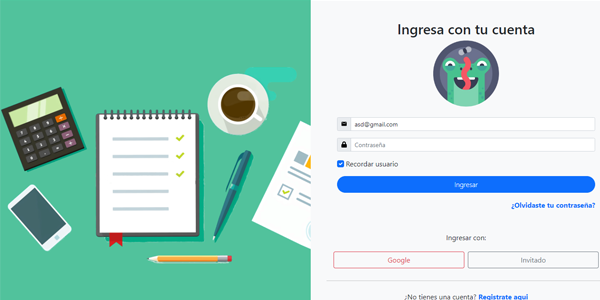 Ingresa con tu cuenta
asd@gmail.com
Contraseña
Recordar usuario
Ingresar
¿Olvidaste tu contraseña?
Ingresar con:
Google
Invitado
¿No tienes una cuenta? Registrate aqui